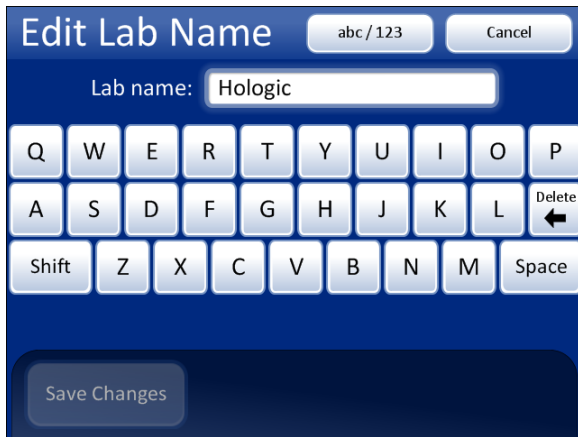 Edit Lab Name abc / 123 Cancel
Lab name: Hologic
Q W E R T Y U I O P
A S D F G H J K L Delete
Shift Z X C V B N M Space
Save Changes